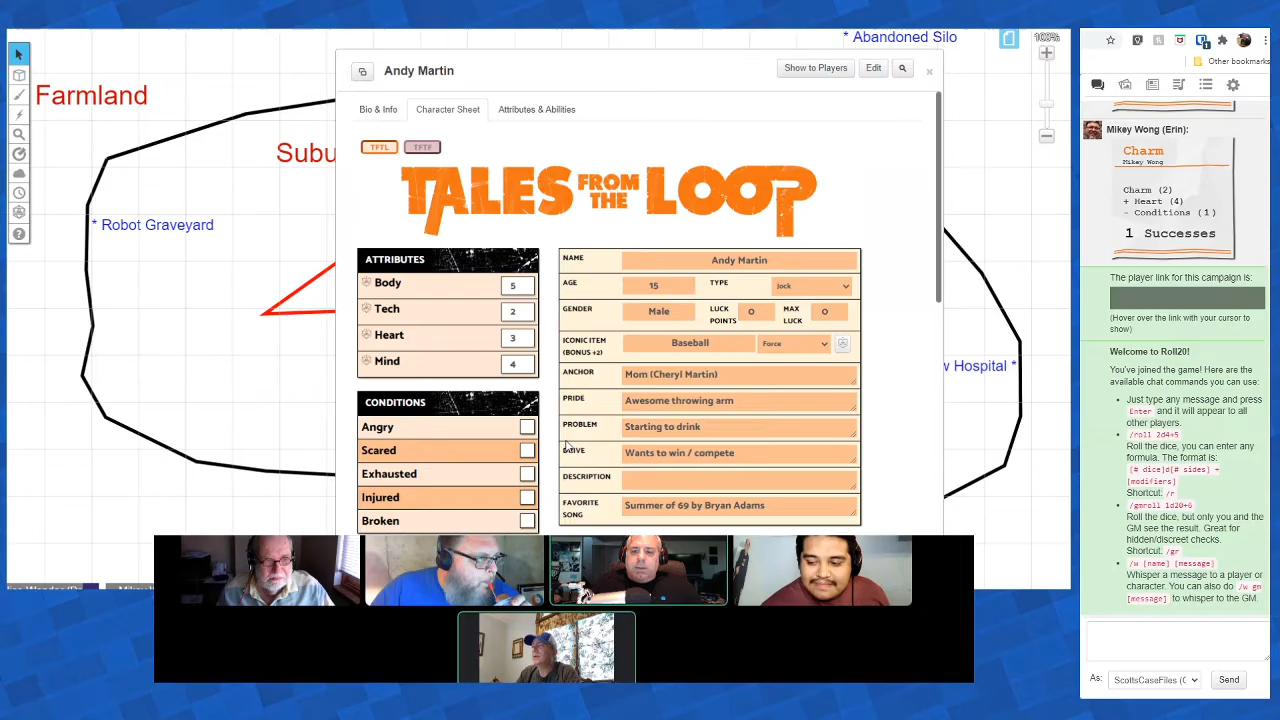 * Abandoned Silo
100%
Farmland
Subu
* Robot Graveyard
w Hospital *
Andy Martin
Show to Players
Edit
Bio & Info
Character Sheet
Attributes & Abilities
TFTL
TFTF
TALES FROM THE LOOP
ATTRIBUTES
Body 5
Tech 2
Heart 3
Mind 4
CONDITIONS
Angry
Scared
Exhausted
Injured
Broken
NAME Andy Martin
AGE 15 TYPE Jock
GENDER Male LUCK POINTS 0 MAX LUCK 0
ICONIC ITEM (BONUS +2) Baseball Force
ANCHOR Mom (Cheryl Martin)
PRIDE Awesome throwing arm
PROBLEM Starting to drink
DRIVE Wants to win / compete
DESCRIPTION
FAVORITE SONG Summer of 69 by Bryan Adams
Other bookmarks
Mikey Wong (Erin):
Charm
Mikey Wong
Charm (2)
+ Heart (4)
- Conditions (1)
1 Successes
The player link for this campaign is:
(Hover over the link with your cursor to
show)
Welcome to Roll20!
You've joined the game! Here are the
available chat commands you can use:
• Just type any message and press
Enter and it will appear to all
other players.
• /roll 2d4+5
Roll the dice, you can enter any
formula. The format is:
[# dice]d[# sides] +
[modifiers]
Shortcut: /r
• /gmroll 1d20+6
Roll the dice, but only you and the
GM see the result. Great for
hidden/discreet checks.
Shortcut: /gr
• /w [name] [message]
Whisper a message to a player or
character. You can also do /w gm
[message] to whisper to the GM.
As: ScottsCaseFiles (G
Send